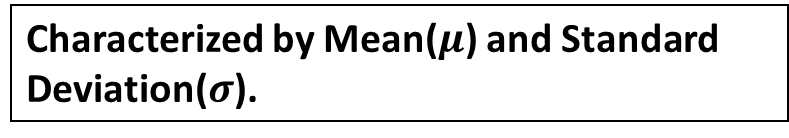 Characterized by Mean(μ) and Standard
Deviation(σ).